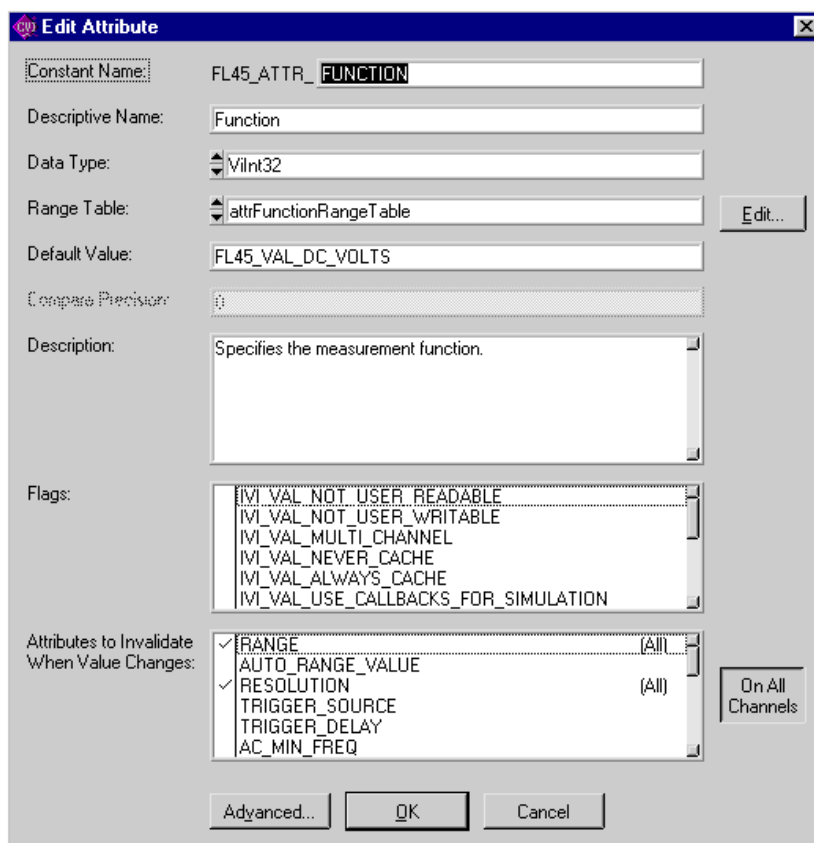 CVI Edit Attribute
Constant Name: FL45_ATTR_ FUNCTION
Descriptive Name: Function
Data Type: ViInt32
Range Table: attrFunctionRangeTable Edit...
Default Value: FL45_VAL_DC_VOLTS
Compare Precision: 0
Description: Specifies the measurement function.
Flags: IVI_VAL_NOT_USER_READABLE
IVI_VAL_NOT_USER_WRITABLE
IVI_VAL_MULTI_CHANNEL
IVI_VAL_NEVER_CACHE
IVI_VAL_ALWAYS_CACHE
IVI_VAL_USE_CALLBACKS_FOR_SIMULATION
Attributes to Invalidate RANGE (All)
When Value Changes: AUTO_RANGE_VALUE
RESOLUTION (All) On All
TRIGGER_SOURCE Channels
TRIGGER_DELAY
AC_MIN_FREQ
Advanced... OK Cancel